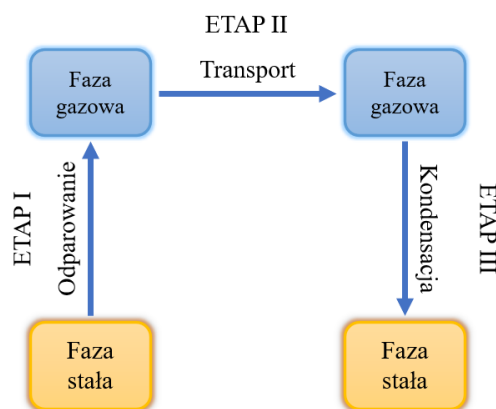 ETAP II
Transport
Faza
gazowa
Faza
gazowa
ETAP I
Odparowanie
Kondensacja
ETAP III
Faza
stała
Faza
stała